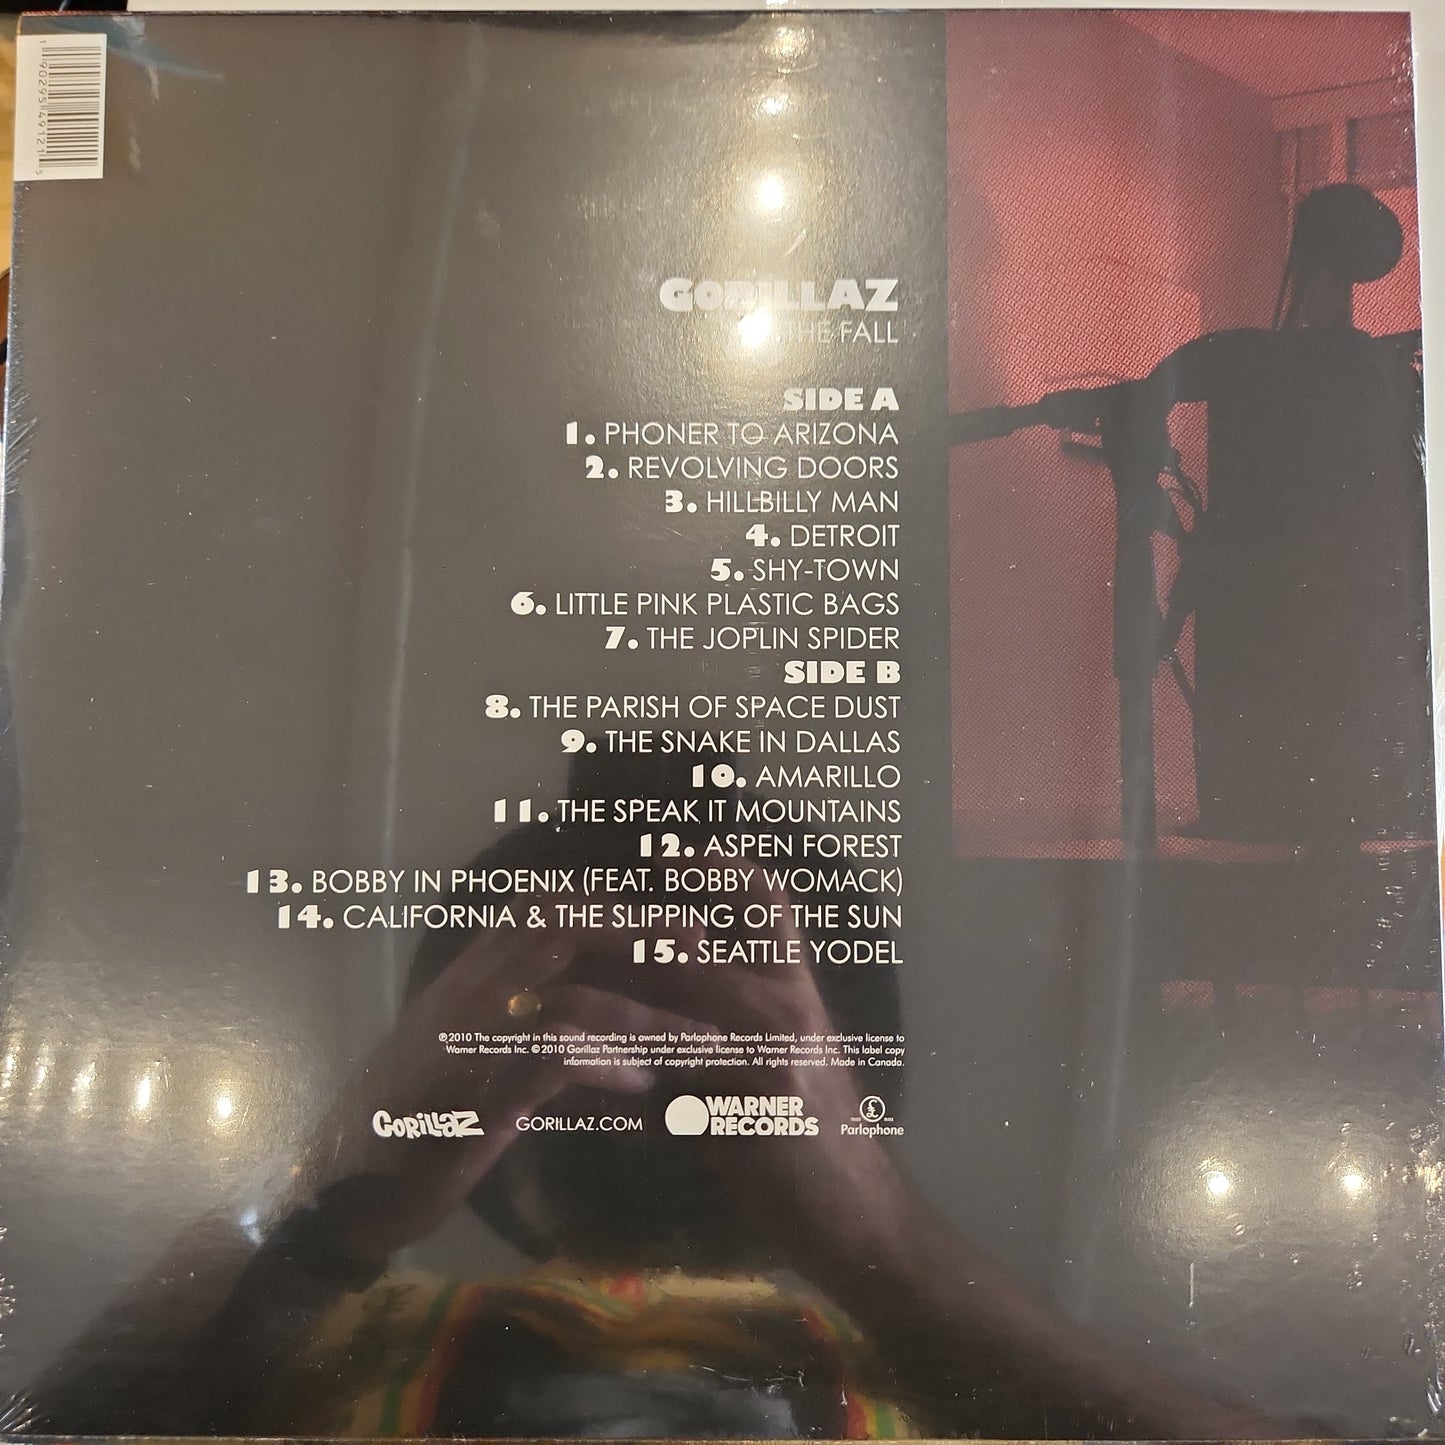 1 90295 49121 5
GORILLAZ
THE FALL
SIDE A
1. PHONER TO ARIZONA
2. REVOLVING DOORS
3. HILLBILLY MAN
4. DETROIT
5. SHY-TOWN
6. LITTLE PINK PLASTIC BAGS
7. THE JOPLIN SPIDER
SIDE B
8. THE PARISH OF SPACE DUST
9. THE SNAKE IN DALLAS
10. AMARILLO
11. THE SPEAK IT MOUNTAINS
12. ASPEN FOREST
13. BOBBY IN PHOENIX (FEAT. BOBBY WOMACK)
14. CALIFORNIA & THE SLIPPING OF THE SUN
15. SEATTLE YODEL
℗ 2010 The copyright in this sound recording is owned by Parlophone Records Limited, under exclusive license to
Warner Records Inc. © 2010 Gorillaz Partnership under exclusive license to Warner Records Inc. This label copy
information is subject of copyright protection. All rights reserved. Made in Canada.
GORILLAZ
GORILLAZ.COM
WARNER
RECORDS
TRADE £ MARK
Parlophone